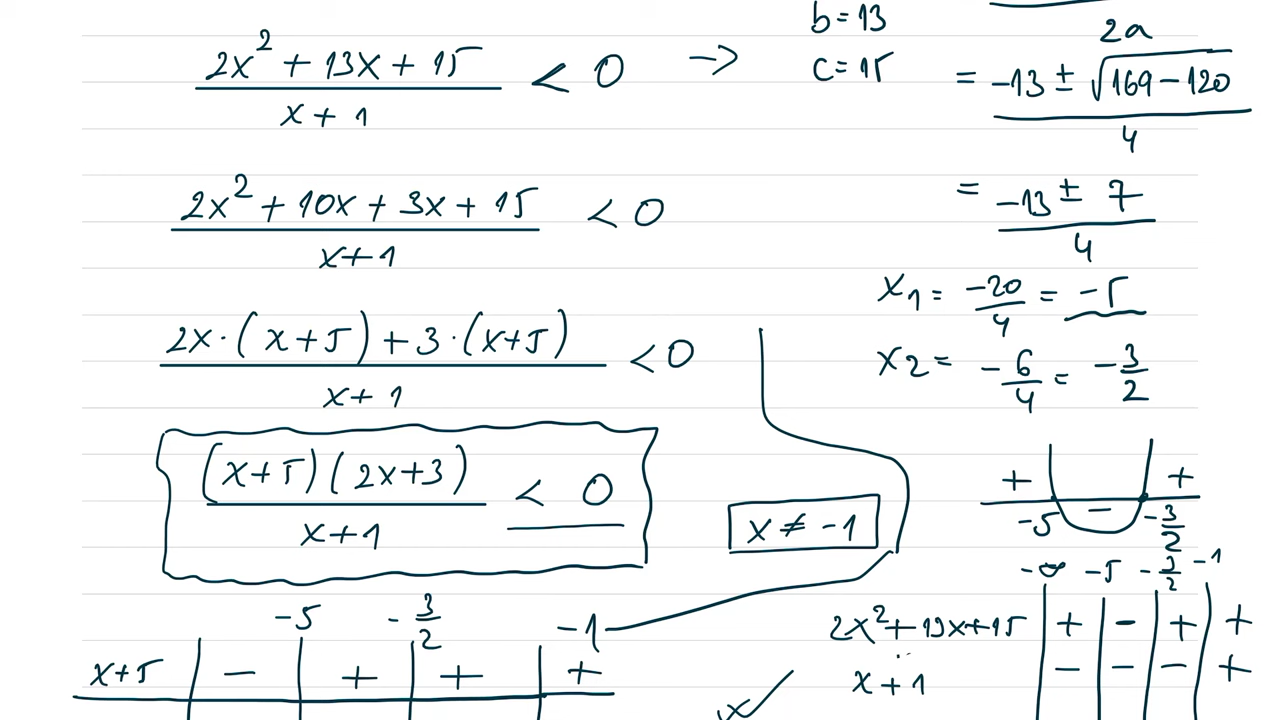 2x² + 13x + 15 / x + 1 < 0 →
2x² + 10x + 3x + 15 / x+1 < 0
2x·(x+5) + 3·(x+5) / x+1 < 0
(x+5)(2x+3) / x+1 < 0
x ≠ -1
-5 -3/2 -1
x+5 - + + +
b = 13
c = 15
2a
= -13 ± √169-120 / 4
= -13 ± 7 / 4
x1 = -20/4 = -5
x2 = -6/4 = -3/2
+ - +
-5 -3/2
-∞ -5 -3/2 -1
2x²+13x+15 + - + +
x+1 - - - +